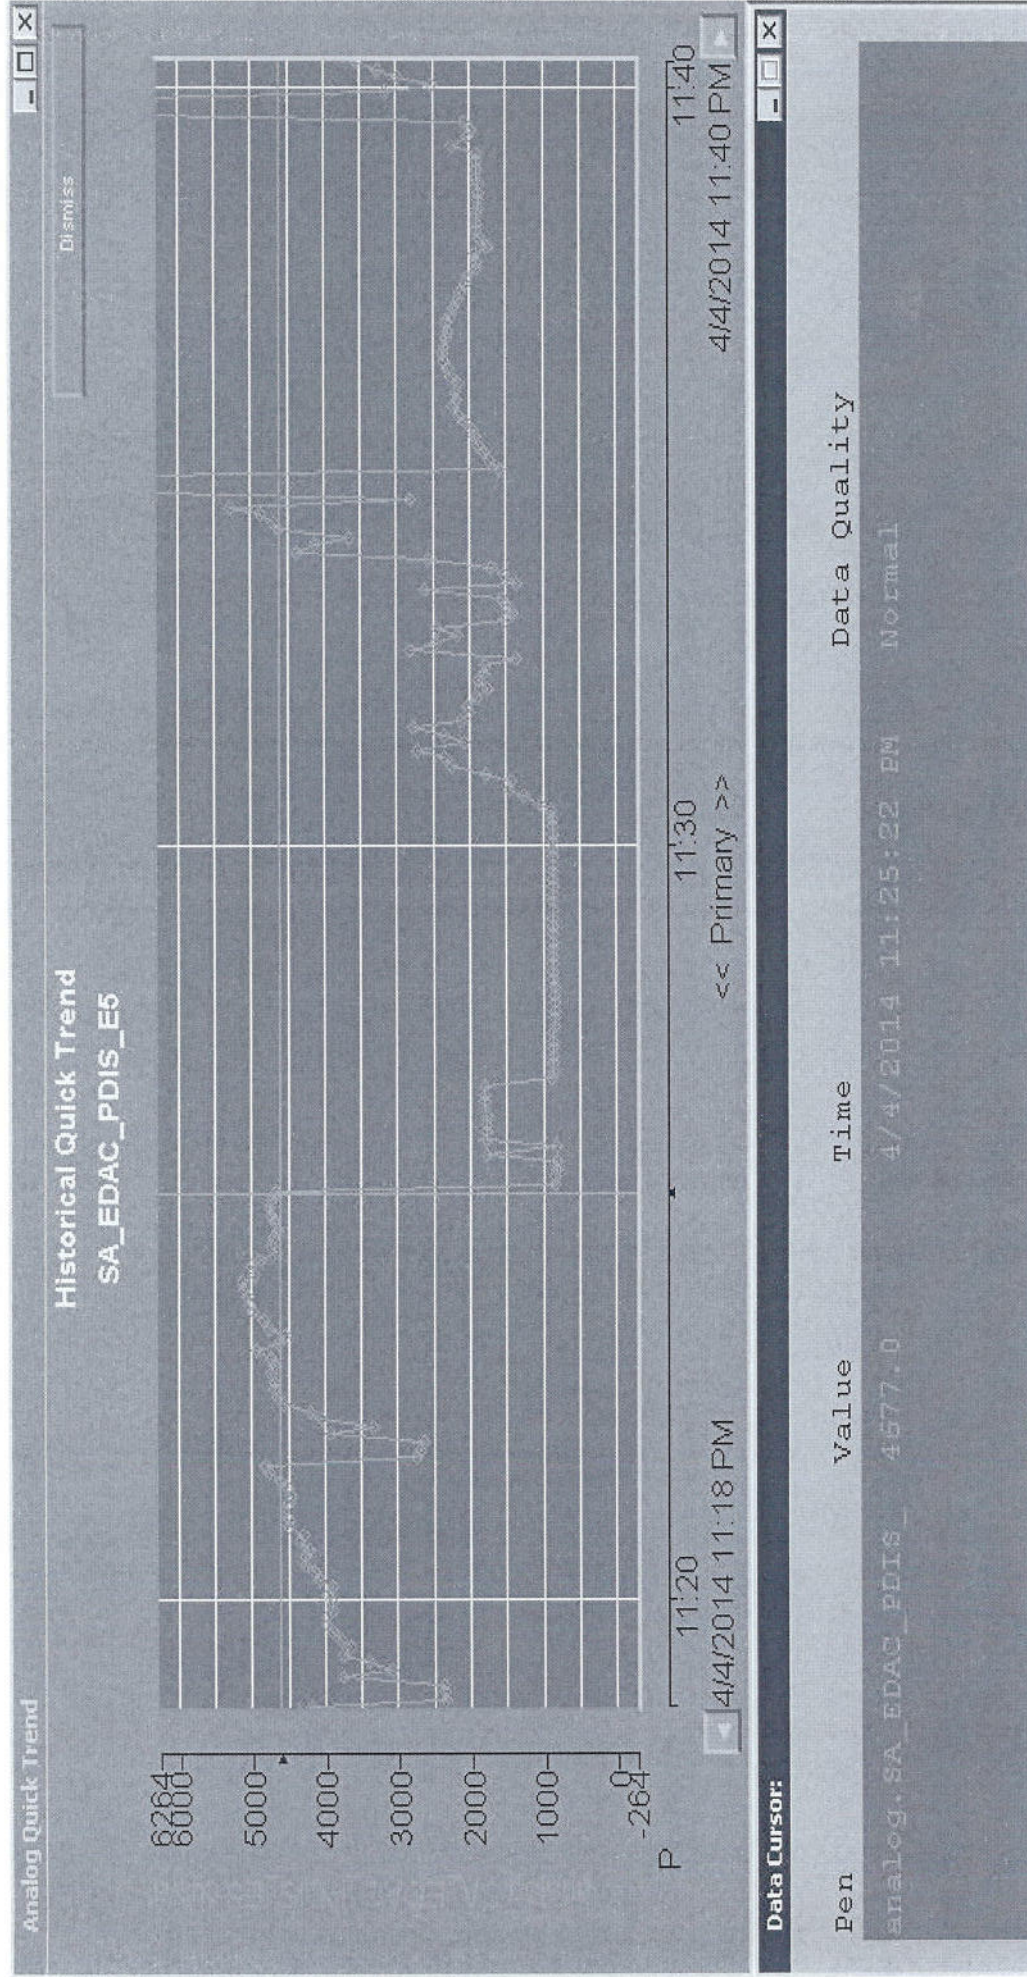 Analog Quick Trend
Dismiss
Historical Quick Trend
SA_EDAC_PDIS_E5
6264
6000
5000
4000
3000
2000
1000
0
-264
P
11:20
11:30
11:40
4/4/2014 11:18 PM
<< Primary >>
4/4/2014 11:40 PM
Data Cursor:
Pen Value Time Data Quality
analog.SA_EDAC_PDIS_ 4677.0 4/4/2014 11:25:22 PM Normal